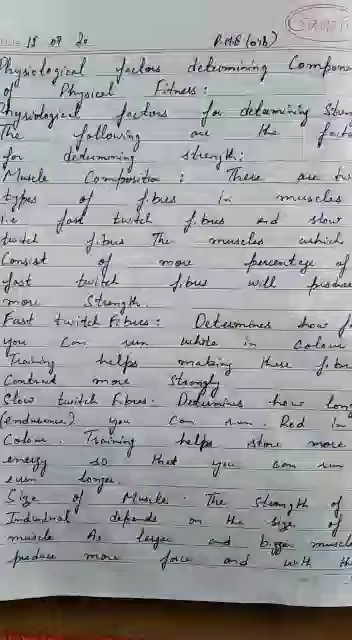 15 08 20
Physiological factors determining Compone
of Physical Fitness:
Physiological factors for determining Stren
The following are the facto
for determining strength:
Muscle Composition: There are tw
types of fibres in muscles
i.e fast twitch fibres and slow
twitch fibres The muscles which
Consist of more percentage of
fast twitch fibres will produce
more Strength.
Fast twitch Fibres: Determines how f
you can run white in colour
Training helps making these fibre
Contract more Strongly
Slow twitch Fibres. Determins how long
(endurance) you can run. Red in
Colour. Training helps store more
energy so that you can run
even longer.
Size of Muscle. The Strength of
Individual depends on the size of
muscle As larger and bigger muscle
produce more force and with th